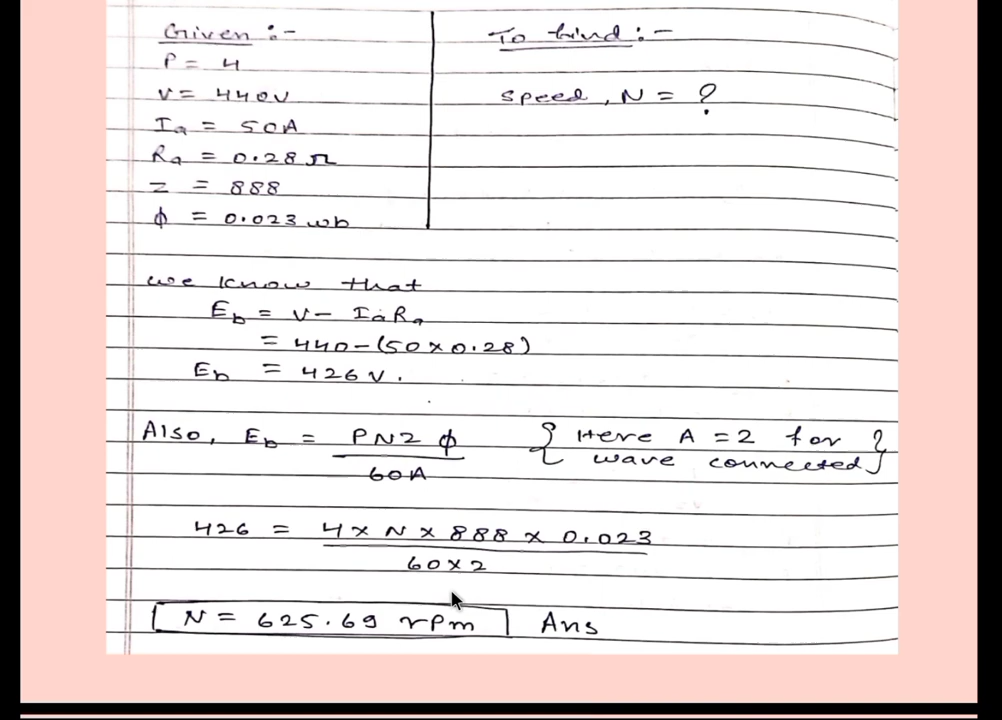 Given :-
P = 4
V = 440V
Ia = 50A
Ra = 0.28 Ω
Z = 888
ϕ = 0.023 wb
To find :-
Speed, N = ?
we know that
Eb = V - IaRa
= 440-(50×0.28)
Eb = 426 V.
Also, Eb = PNZ ϕ / 60A { Here A = 2 for wave connected }
426 = 4 × N × 888 × 0.023 / 60×2
N = 625.69 rpm Ans